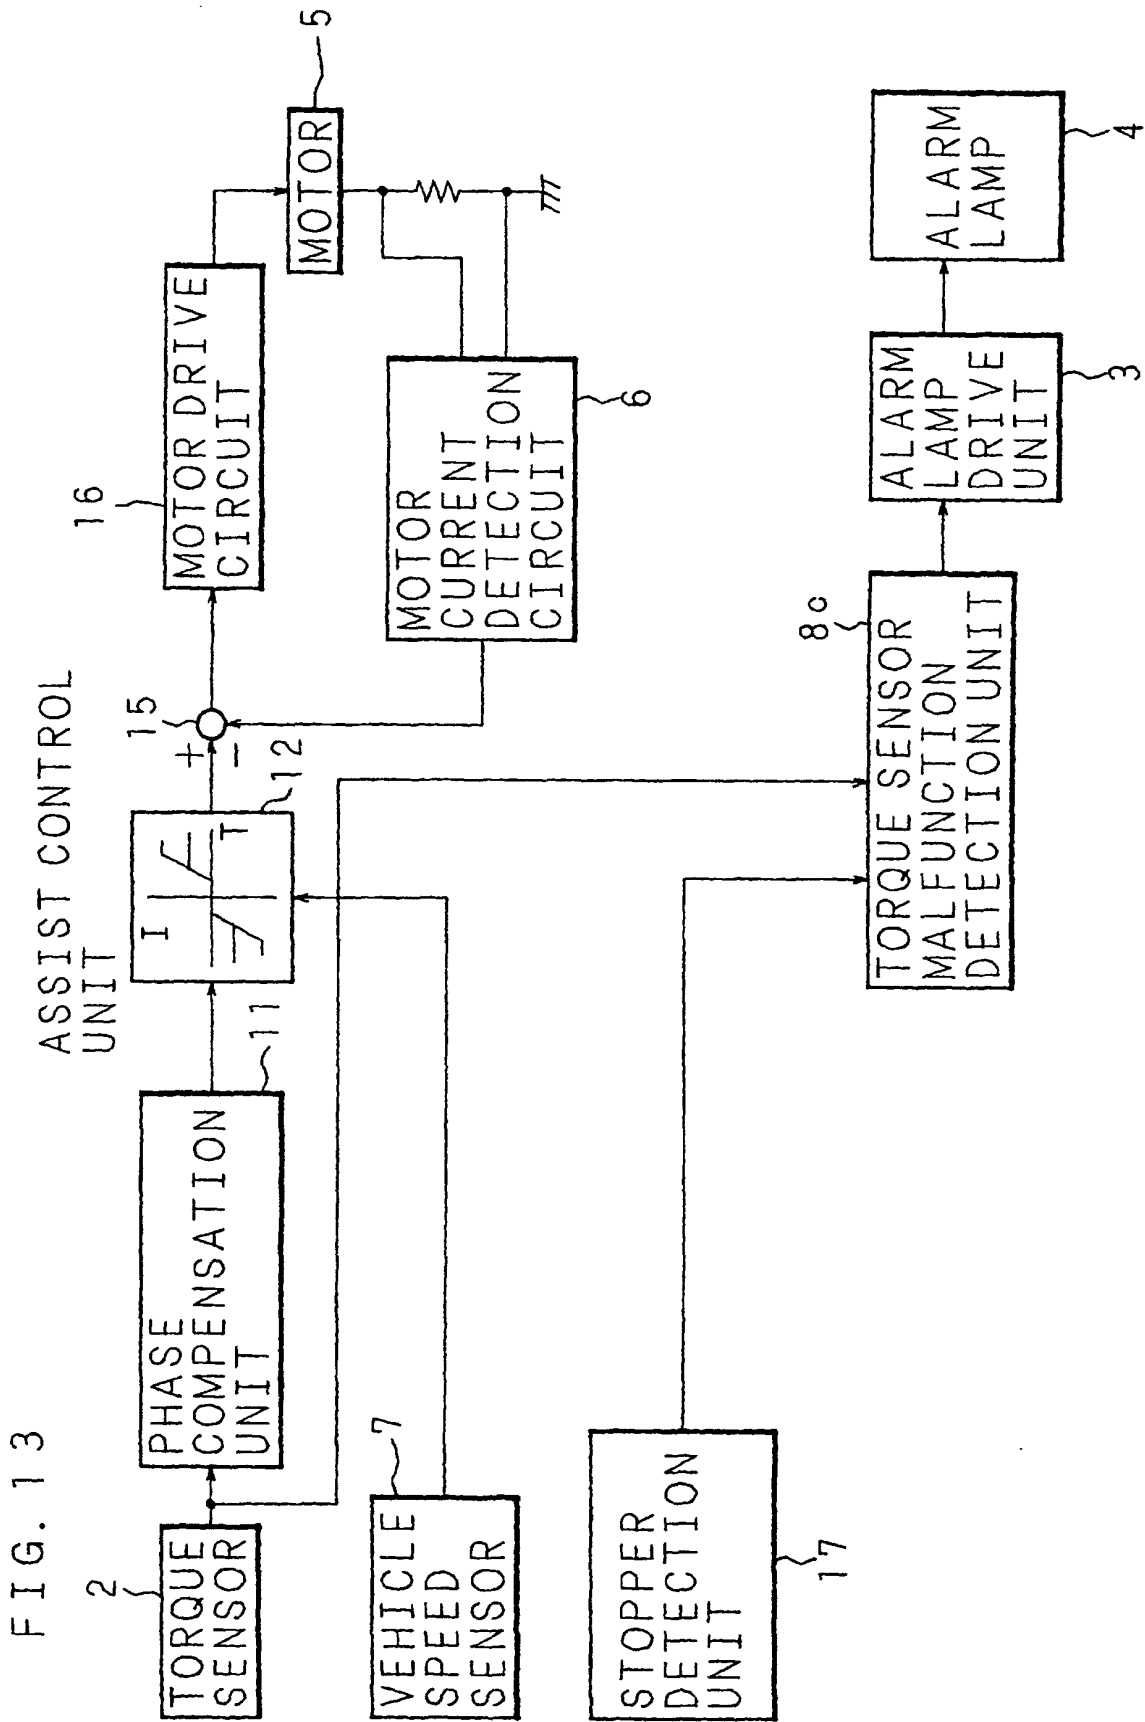 FIG. 13
2
TORQUE
SENSOR
PHASE
COMPENSATION
UNIT
11
ASSIST CONTROL
UNIT
I
T
12
15
+
−
16
MOTOR DRIVE
CIRCUIT
MOTOR
5
MOTOR
CURRENT
DETECTION
CIRCUIT
6
VEHICLE
SPEED
SENSOR
7
STOPPER
DETECTION
UNIT
17
8c
TORQUE SENSOR
MALFUNCTION
DETECTION UNIT
ALARM
LAMP
DRIVE
UNIT
3
ALARM
LAMP
4